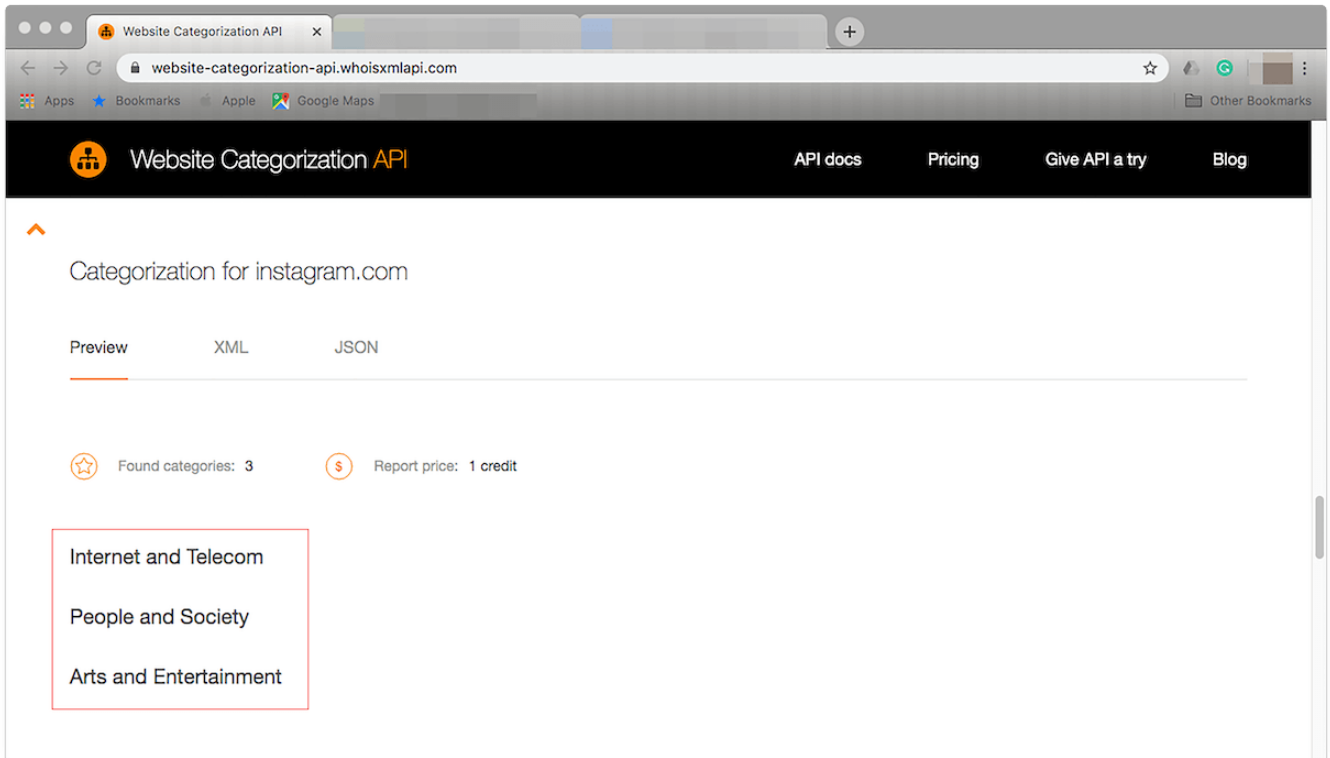 Website Categorization API
website-categorization-api.whoisxmlapi.com
Apps Bookmarks Apple Google Maps Other Bookmarks
Website Categorization API API docs Pricing Give API a try Blog
Categorization for instagram.com
Preview XML JSON
Found categories: 3 Report price: 1 credit
Internet and Telecom
People and Society
Arts and Entertainment